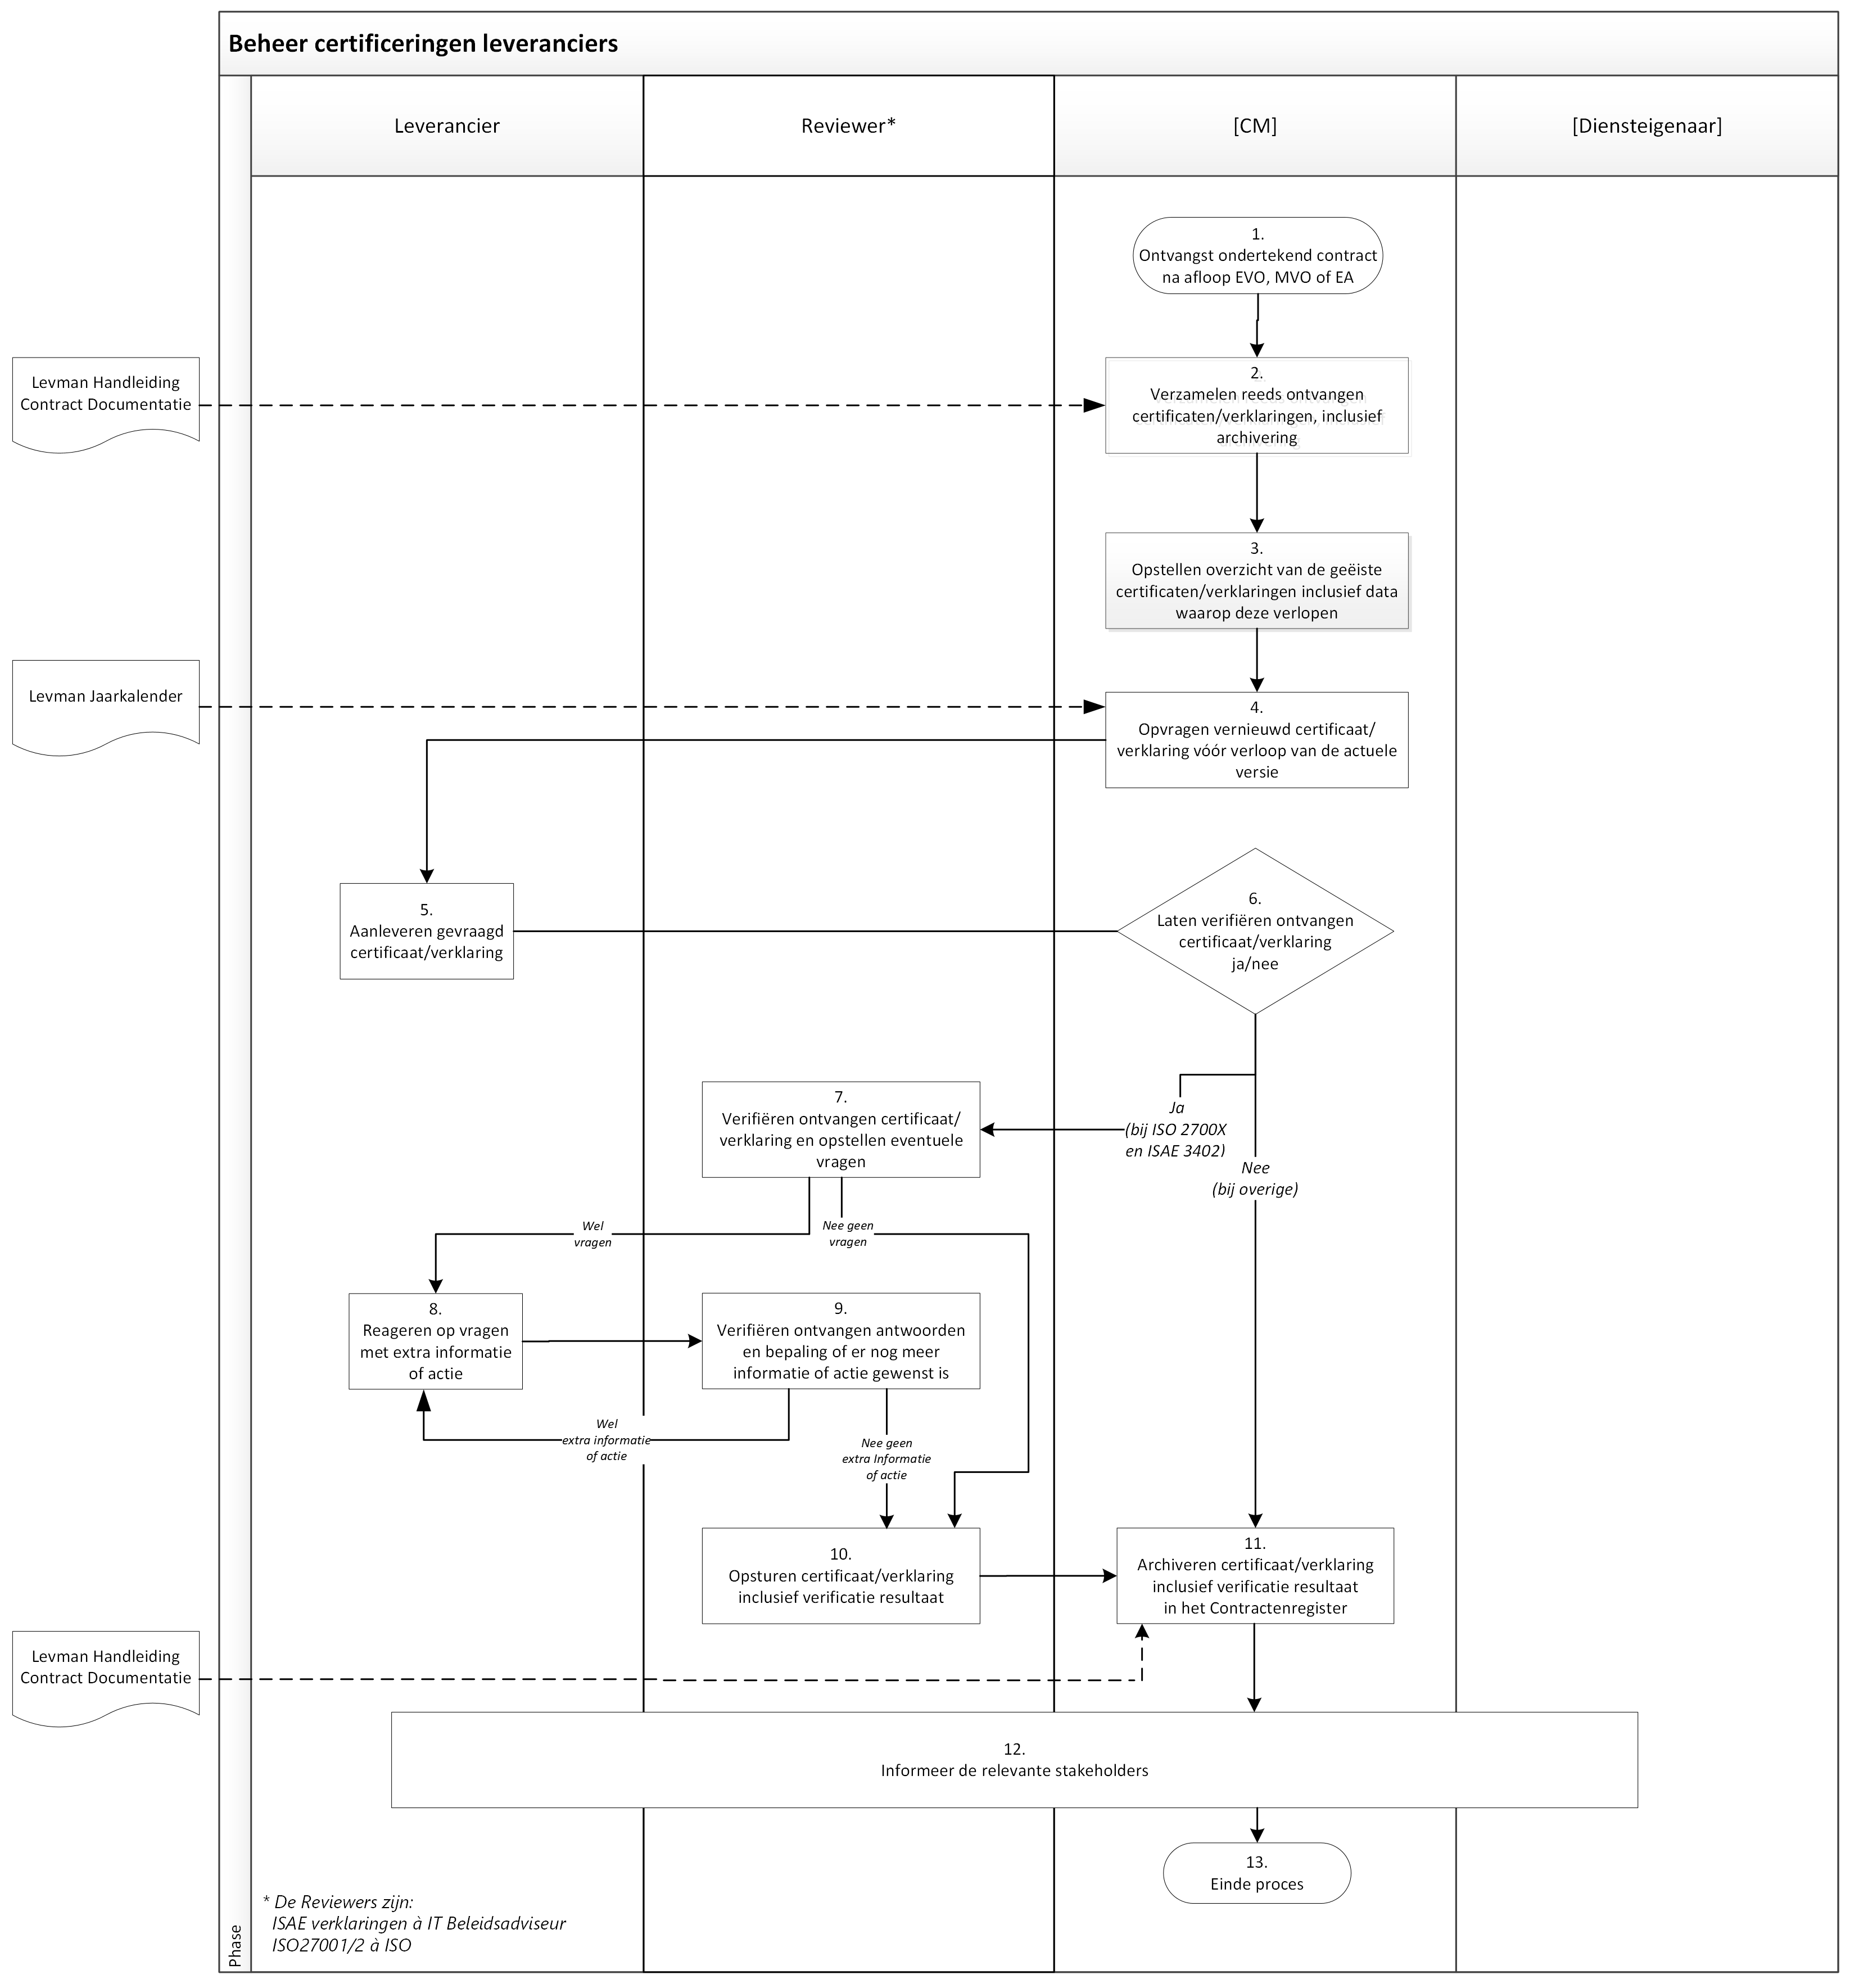 Beheer certificeringen leveranciers
Leverancier
Reviewer*
[CM]
[Diensteigenaar]
1.
Ontvangst ondertekend contract
na afloop EVO, MVO of EA
Levman Handleiding
Contract Documentatie
2.
Verzamelen reeds ontvangen
certificaten/verklaringen, inclusief
archivering
3.
Opstellen overzicht van de geëiste
certificaten/verklaringen inclusief data
waarop deze verlopen
Levman Jaarkalender
4.
Opvragen vernieuwd certificaat/
verklaring vóór verloop van de actuele
versie
5.
Aanleveren gevraagd
certificaat/verklaring
6.
Laten verifiëren ontvangen
certificaat/verklaring
ja/nee
Ja
(bij ISO 2700X
en ISAE 3402)
Nee
(bij overige)
7.
Verifiëren ontvangen certificaat/
verklaring en opstellen eventuele
vragen
Wel
vragen
Nee geen
vragen
8.
Reageren op vragen
met extra informatie
of actie
9.
Verifiëren ontvangen antwoorden
en bepaling of er nog meer
informatie of actie gewenst is
Wel
extra informatie
of actie
Nee geen
extra Informatie
of actie
10.
Opsturen certificaat/verklaring
inclusief verificatie resultaat
11.
Archiveren certificaat/verklaring
inclusief verificatie resultaat
in het Contractenregister
Levman Handleiding
Contract Documentatie
12.
Informeer de relevante stakeholders
13.
Einde proces
* De Reviewers zijn:
ISAE verklaringen à IT Beleidsadviseur
ISO27001/2 à ISO
Phase